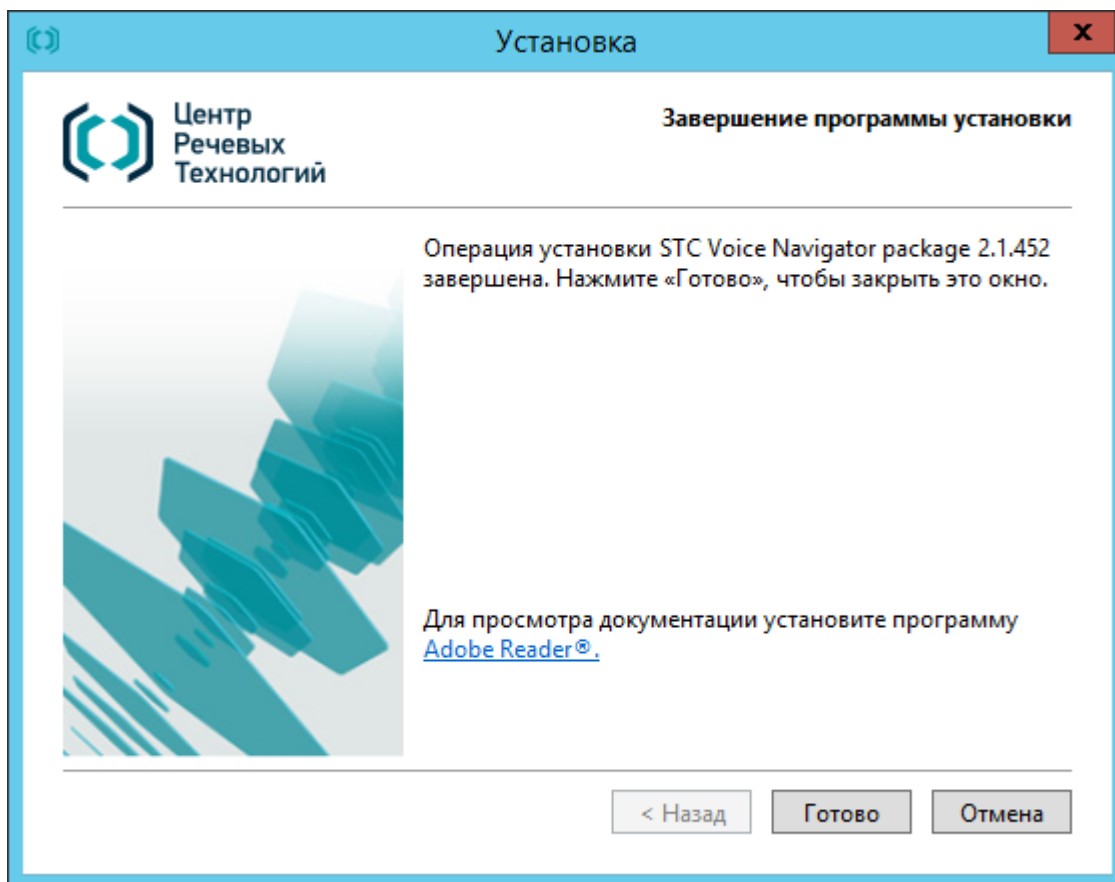 Установка
x
Центр
Речевых
Технологий
Завершение программы установки
Операция установки STC Voice Navigator package 2.1.452
завершена. Нажмите «Готово», чтобы закрыть это окно.
Для просмотра документации установите программу
Adobe Reader®.
< Назад
Готово
Отмена